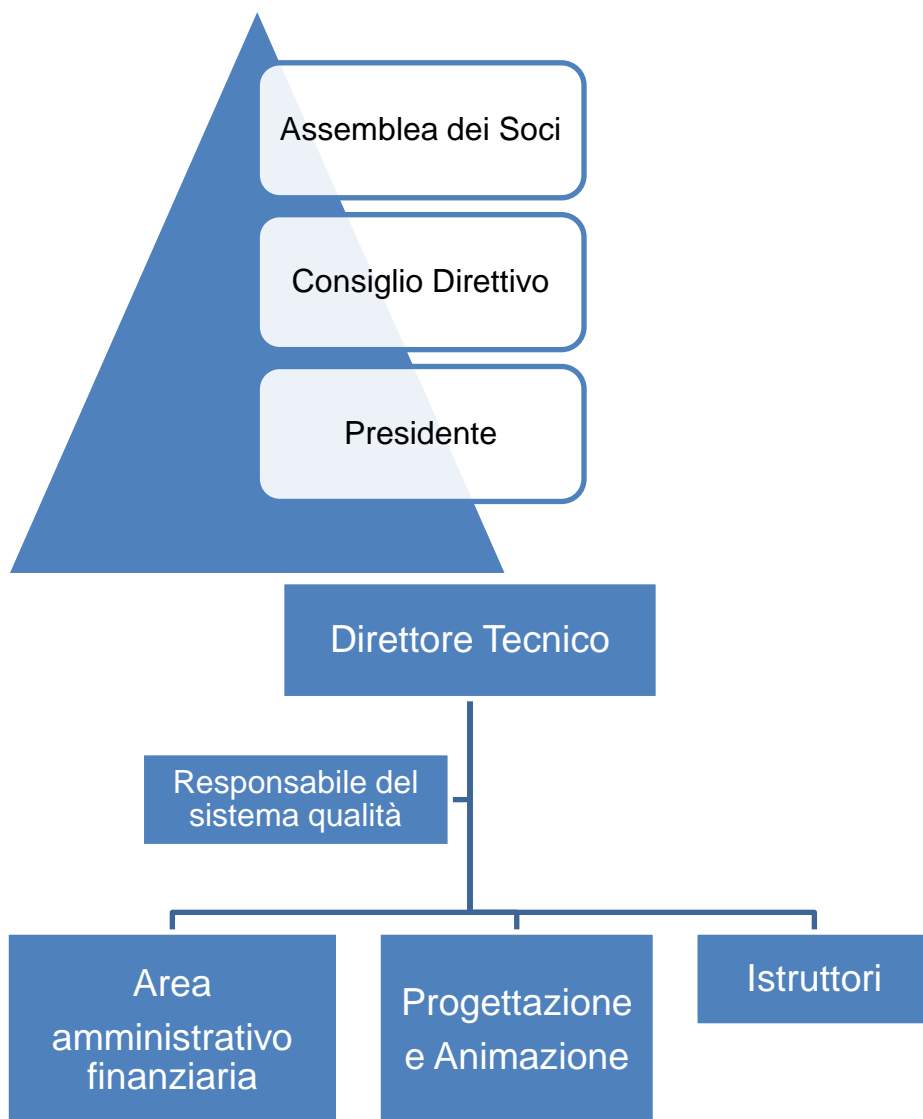 Assemblea dei Soci
Consiglio Direttivo
Presidente
Direttore Tecnico
Responsabile del
sistema qualità
Area
amministrativo
finanziaria
Progettazione
e Animazione
Istruttori